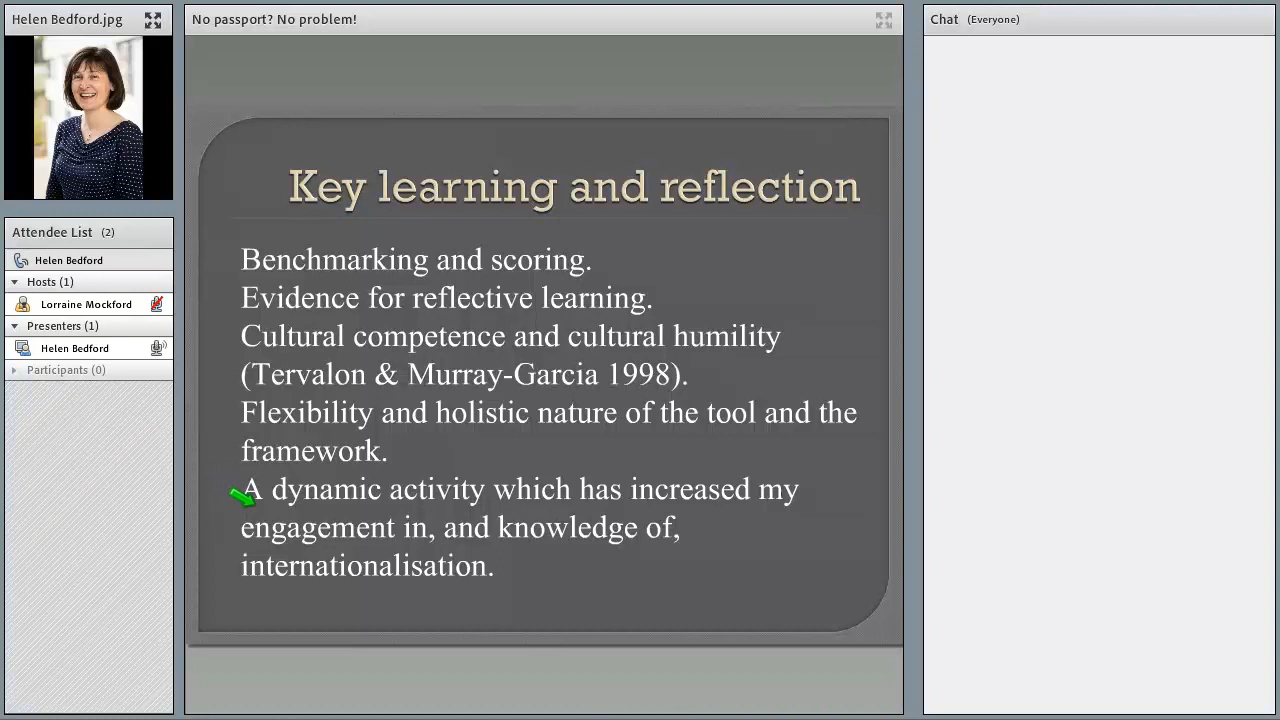 Helen Bedford.jpg
Attendee List (2)
Helen Bedford
Hosts (1)
Lorraine Mockford
Presenters (1)
Helen Bedford
Participants (0)
No passport? No problem!
Key learning and reflection
Benchmarking and scoring.
Evidence for reflective learning.
Cultural competence and cultural humility
(Tervalon & Murray-Garcia 1998).
Flexibility and holistic nature of the tool and the
framework.
A dynamic activity which has increased my
engagement in, and knowledge of,
internationalisation.
Chat (Everyone)